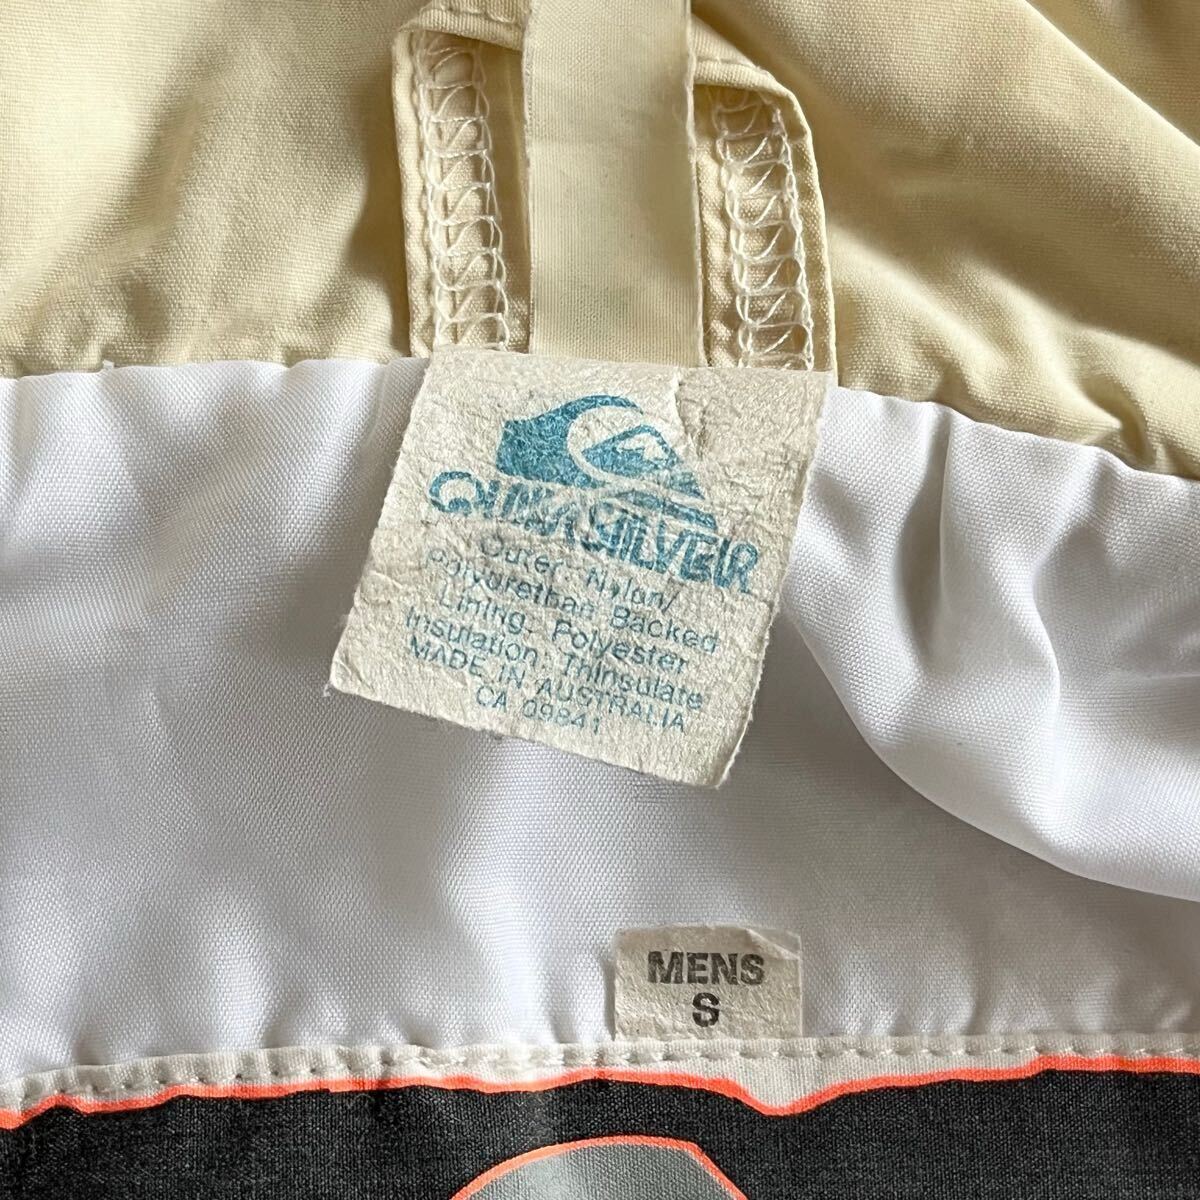 QUIKSILVER
Outer: Nylon/
Polyurethan Backed
Lining: Polyester
Insulation: Thinsulate
MADE IN AUSTRALIA
CA 09841
MENS
S